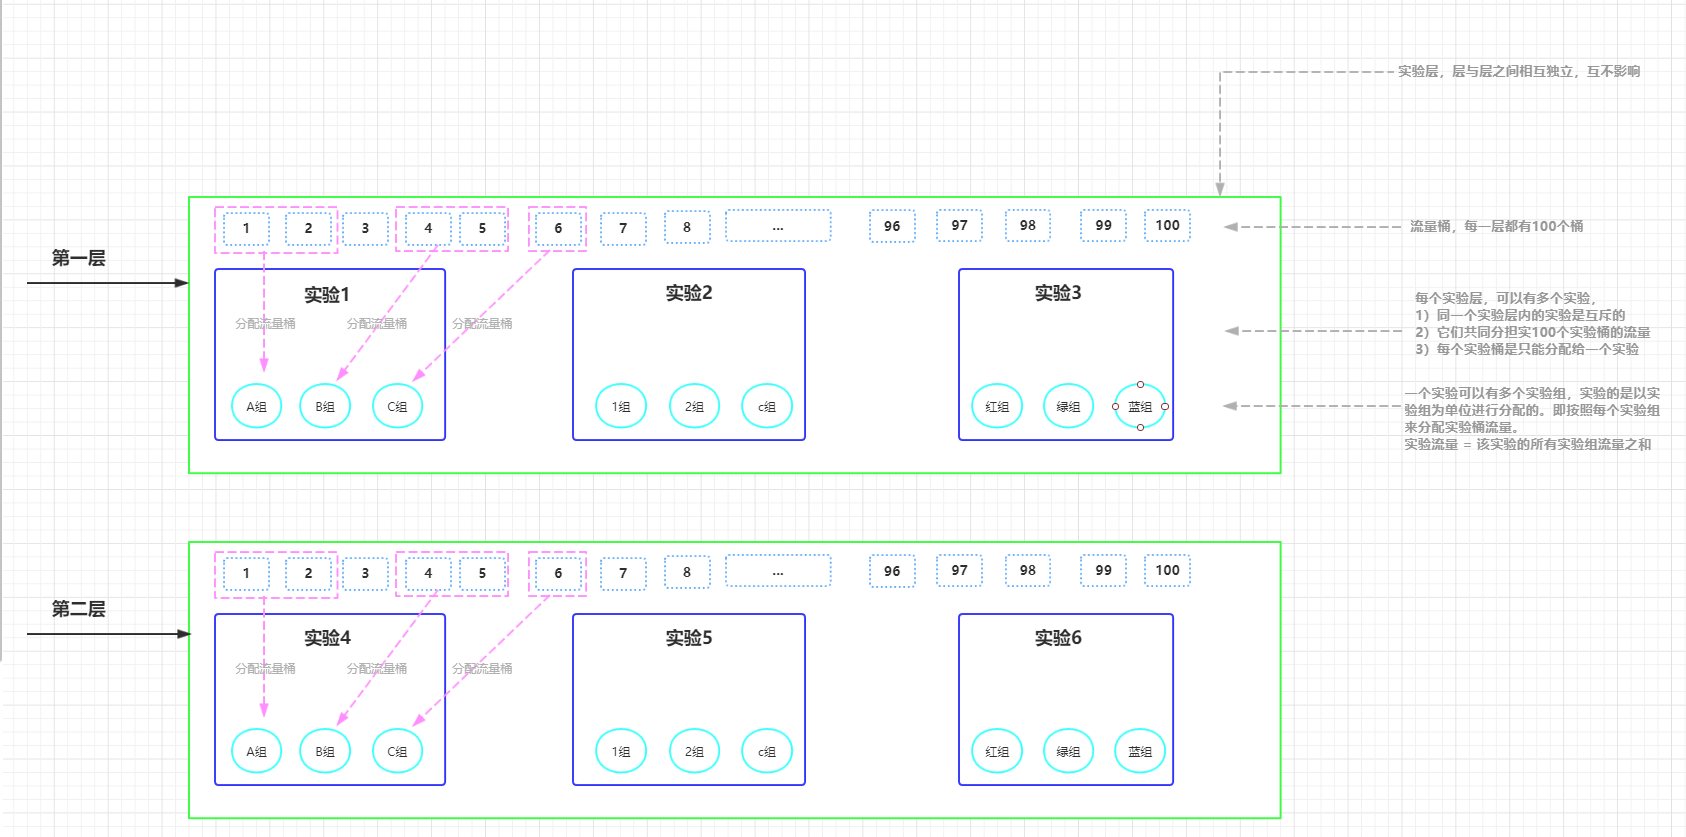 实验层，层与层之间相互独立，互不影响
1 2 3 4 5 6 7 8 ... 96 97 98 99 100
流量桶，每一层都有100个桶
第一层
实验1 实验2 实验3
分配流量桶 分配流量桶 分配流量桶
每个实验层，可以有多个实验，
1）同一个实验层内的实验是互斥的
2）它们共同分担实100个实验桶的流量
3）每个实验桶是只能分配给一个实验
A组 B组 C组 1组 2组 c组 红组 绿组 蓝组
一个实验可以有多个实验组，实验的是以实
验组为单位进行分配的。即按照每个实验组
来分配实验桶流量。
实验流量 = 该实验的所有实验组流量之和
1 2 3 4 5 6 7 8 ... 96 97 98 99 100
第二层
实验4 实验5 实验6
分配流量桶 分配流量桶 分配流量桶
A组 B组 C组 1组 2组 c组 红组 绿组 蓝组